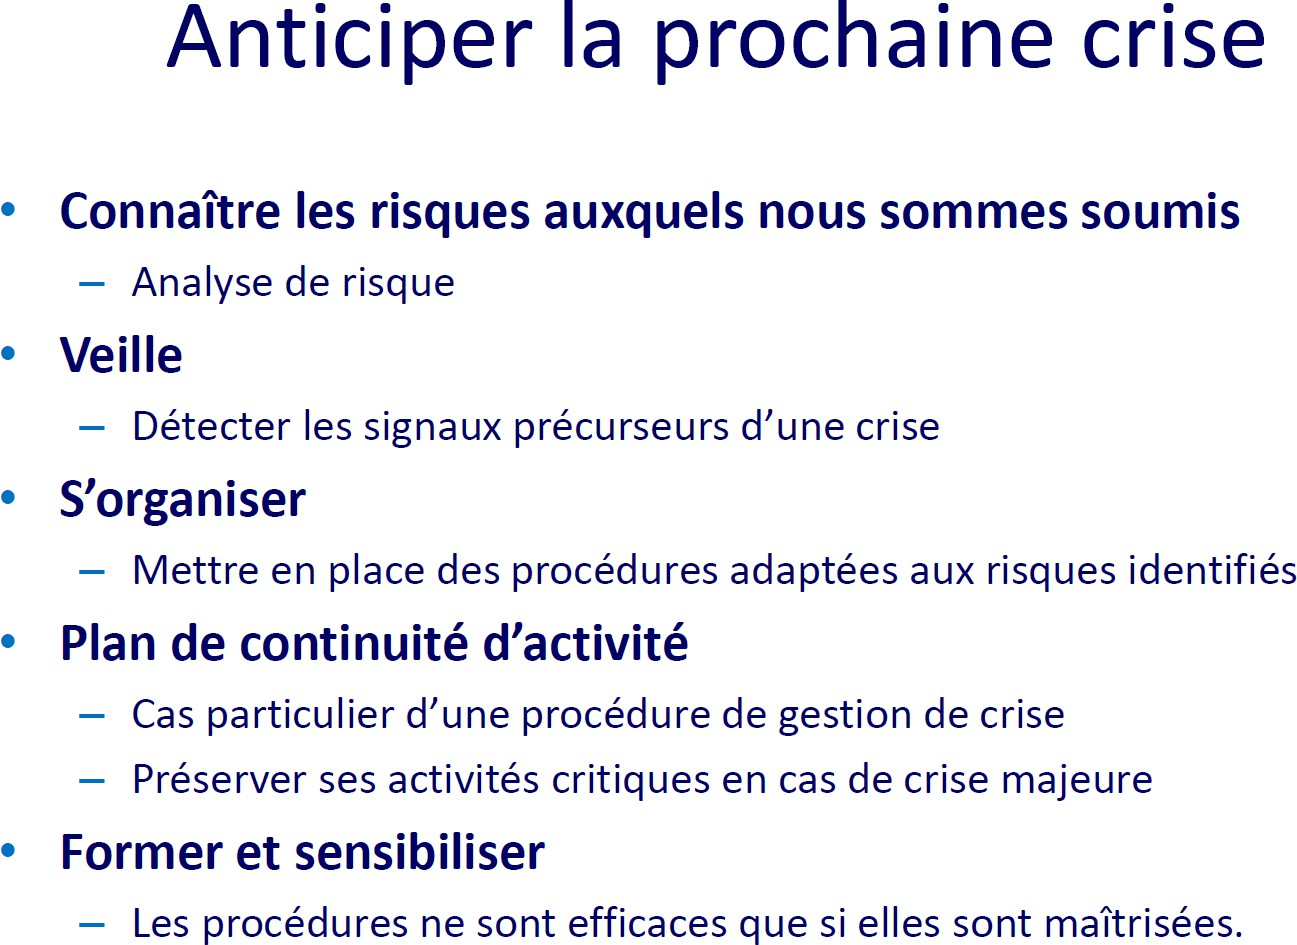 Anticiper la prochaine crise
• Connaître les risques auxquels nous sommes soumis
– Analyse de risque
• Veille
– Détecter les signaux précurseurs d’une crise
• S’organiser
– Mettre en place des procédures adaptées aux risques identifiés
• Plan de continuité d’activité
– Cas particulier d’une procédure de gestion de crise
– Préserver ses activités critiques en cas de crise majeure
• Former et sensibiliser
– Les procédures ne sont efficaces que si elles sont maîtrisées.